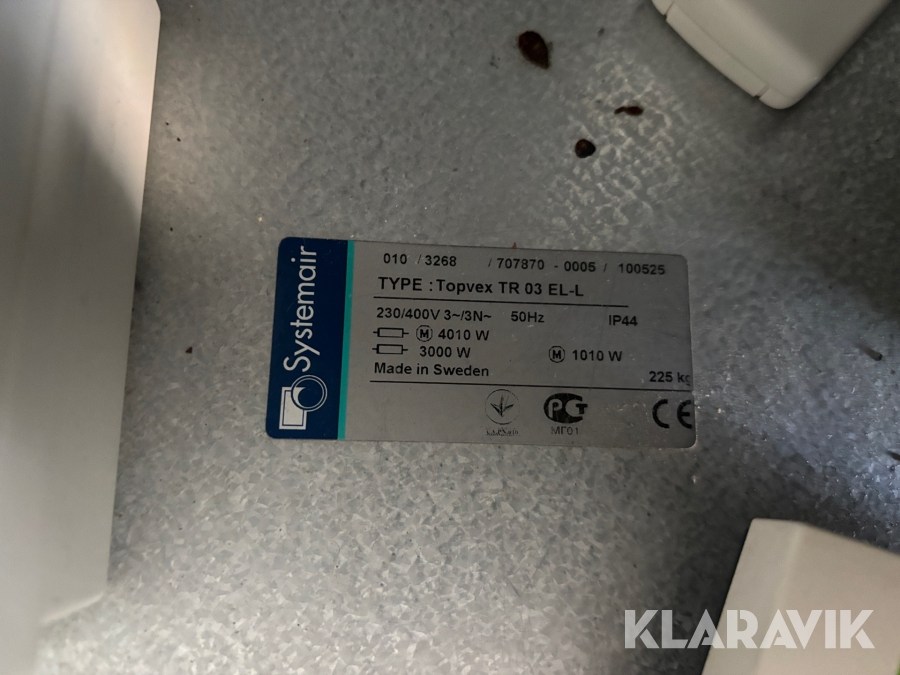 Systemair
010 / 3268 / 707870 - 0005 / 100525
TYPE : Topvex TR 03 EL-L
230/400V 3~/3N~ 50Hz IP44
M 4010 W
3000 W M 1010 W
Made in Sweden 225 kg
РСТ CE
МГ01
KLARAVIK